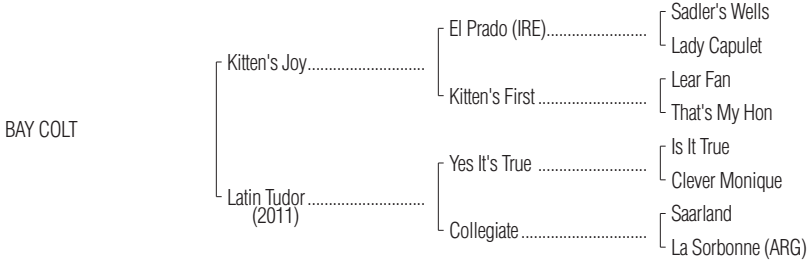 Sadler's Wells
El Prado (IRE)........................
Lady Capulet
Kitten's Joy...........................
Lear Fan
Kitten's First .........................
That's My Hon
BAY COLT
Is It True
Yes It's True .........................
Clever Monique
Latin Tudor...........................
(2011)
Saarland
Collegiate.............................
La Sorbonne (ARG)